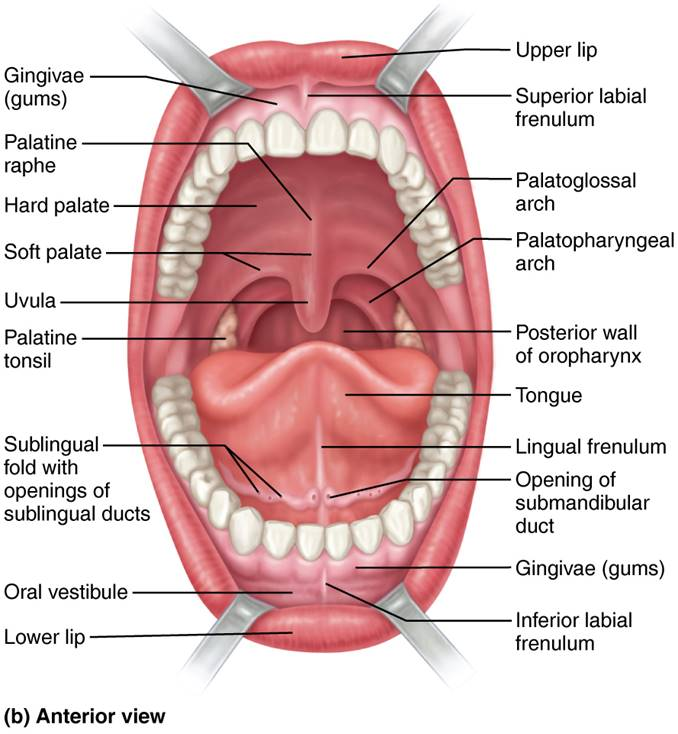 Gingivae
(gums)
Palatine
raphe
Hard palate
Soft palate
Uvula
Palatine
tonsil
Sublingual
fold with
openings of
sublingual ducts
Oral vestibule
Lower lip
Upper lip
Superior labial
frenulum
Palatoglossal
arch
Palatopharyngeal
arch
Posterior wall
of oropharynx
Tongue
Lingual frenulum
Opening of
submandibular
duct
Gingivae (gums)
Inferior labial
frenulum
(b) Anterior view